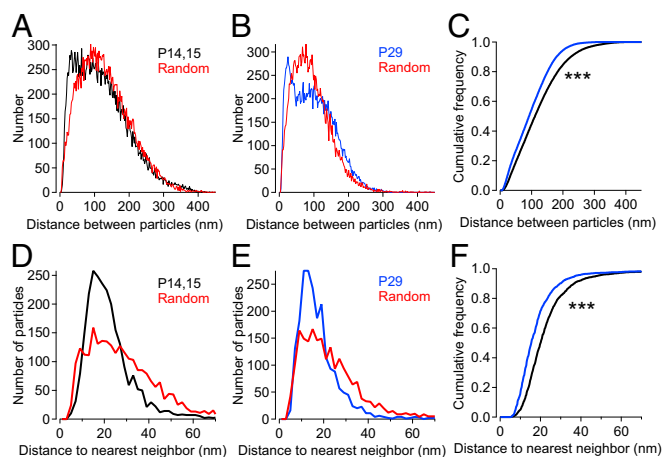 A
P14,15
Random
Number
300
250
200
150
100
50
0
0 100 200 300 400
Distance between particles (nm)
B
P29
Random
Number
300
250
200
150
100
50
0
0 100 200 300 400
Distance between particles (nm)
C
Cumulative frequency
1.0
0.8
0.6
0.4
0.2
0.0
***
0 100 200 300 400
Distance between particles (nm)
D
P14,15
Random
Number of particles
250
200
150
100
50
0
0 20 40 60
Distance to nearest neighbor (nm)
E
P29
Random
Number of particles
250
200
150
100
50
0
0 20 40 60
Distance to nearest neighbor (nm)
F
Cumulative frequency
1.0
0.8
0.6
0.4
0.2
0.0
***
0 20 40 60
Distance to nearest neighbor (nm)